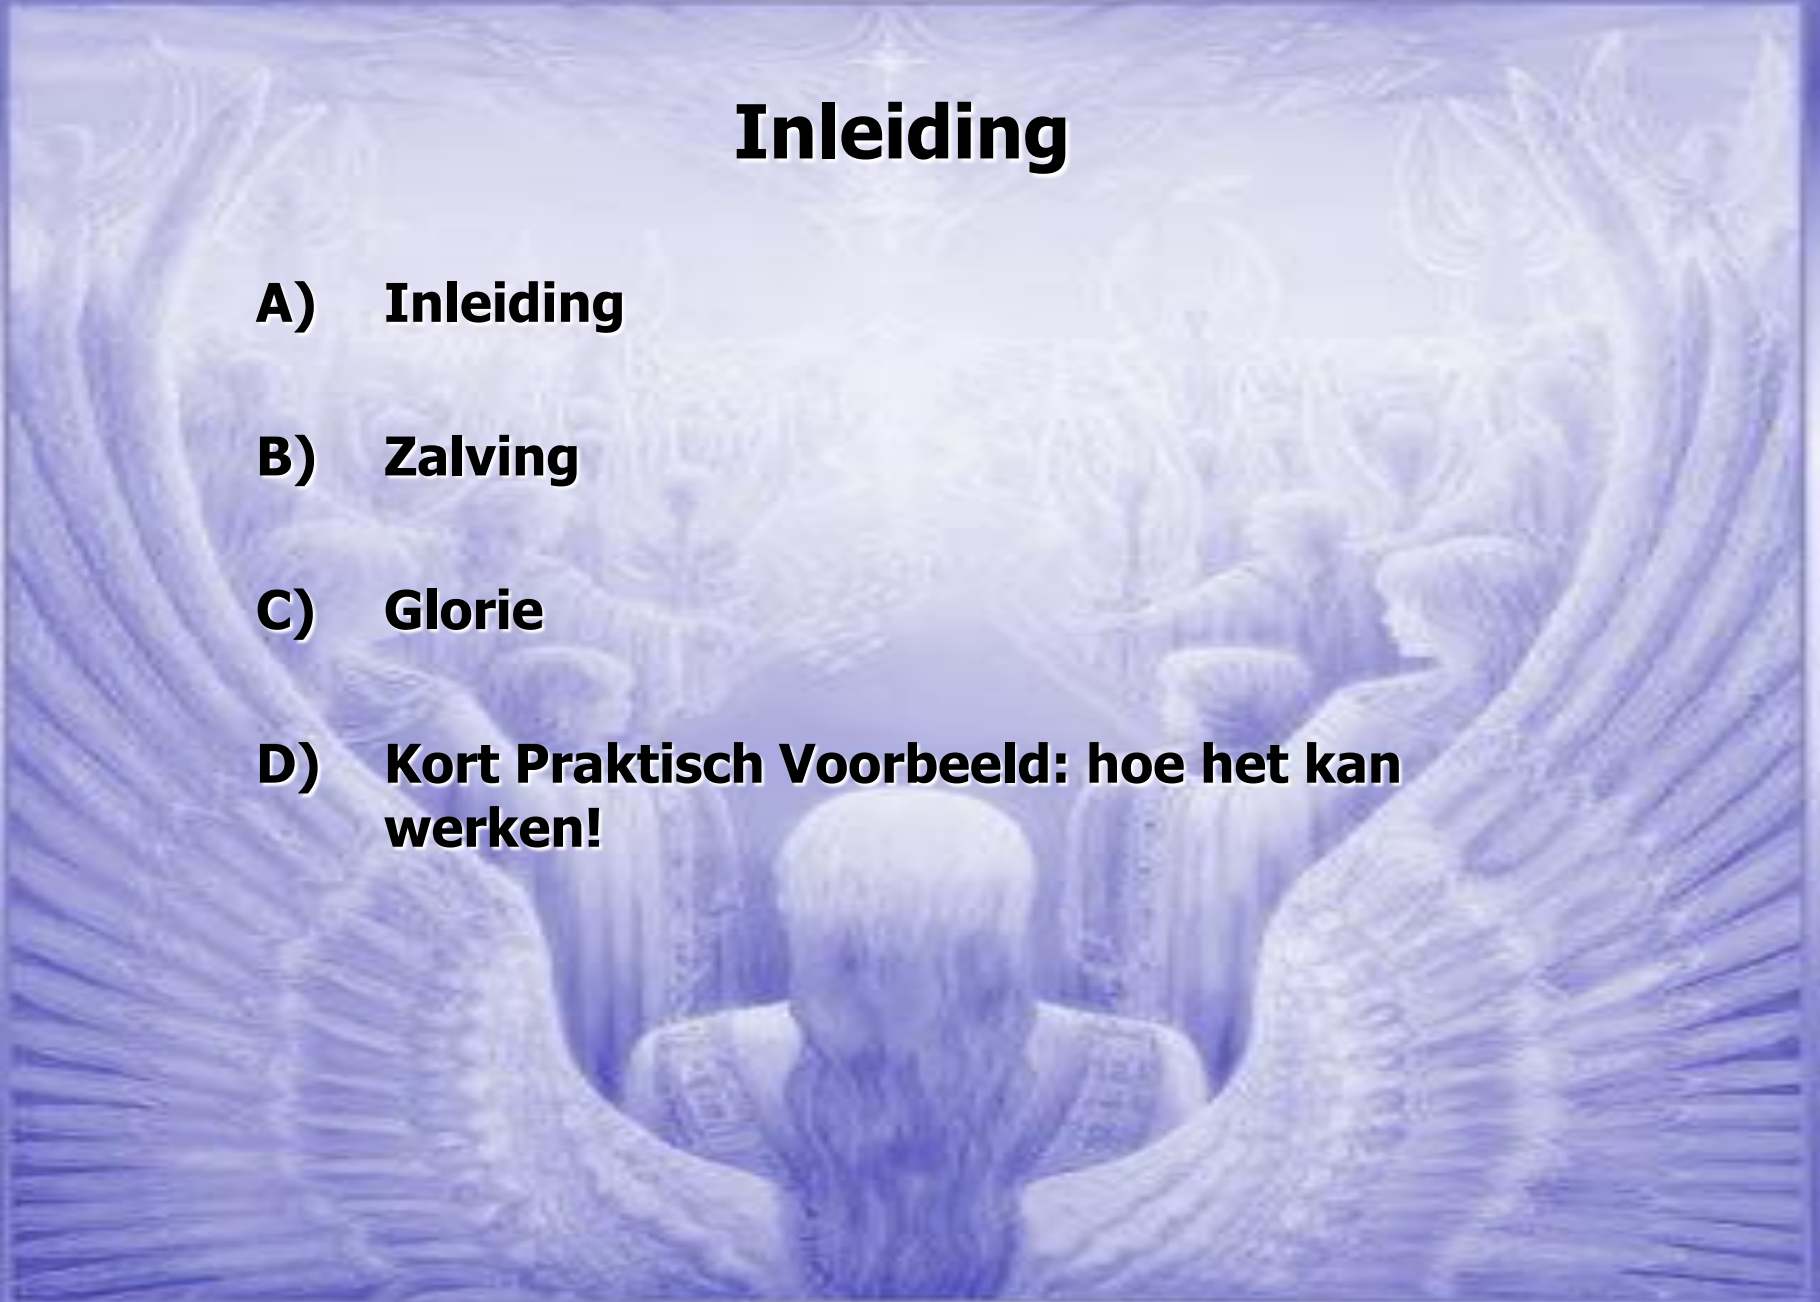 Inleiding
A) Inleiding
B) Zalving
C) Glorie
D) Kort Praktisch Voorbeeld: hoe het kan
werken!